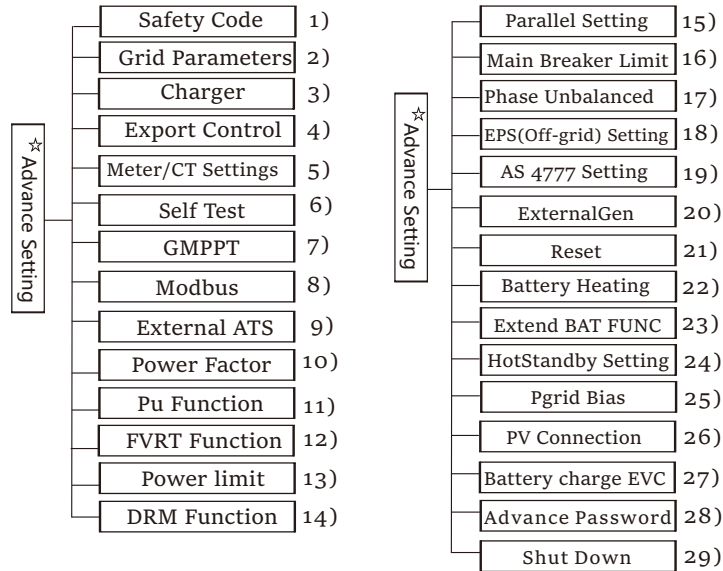 ☆Advance Setting
Safety Code 1)
Grid Parameters 2)
Charger 3)
Export Control 4)
Meter/CT Settings 5)
Self Test 6)
GMPPT 7)
Modbus 8)
External ATS 9)
Power Factor 10)
Pu Function 11)
FVRT Function 12)
Power limit 13)
DRM Function 14)
☆Advance Setting
Parallel Setting 15)
Main Breaker Limit 16)
Phase Unbalanced 17)
EPS(Off-grid) Setting 18)
AS 4777 Setting 19)
ExternalGen 20)
Reset 21)
Battery Heating 22)
Extend BAT FUNC 23)
HotStandby Setting 24)
Pgrid Bias 25)
PV Connection 26)
Battery charge EVC 27)
Advance Password 28)
Shut Down 29)